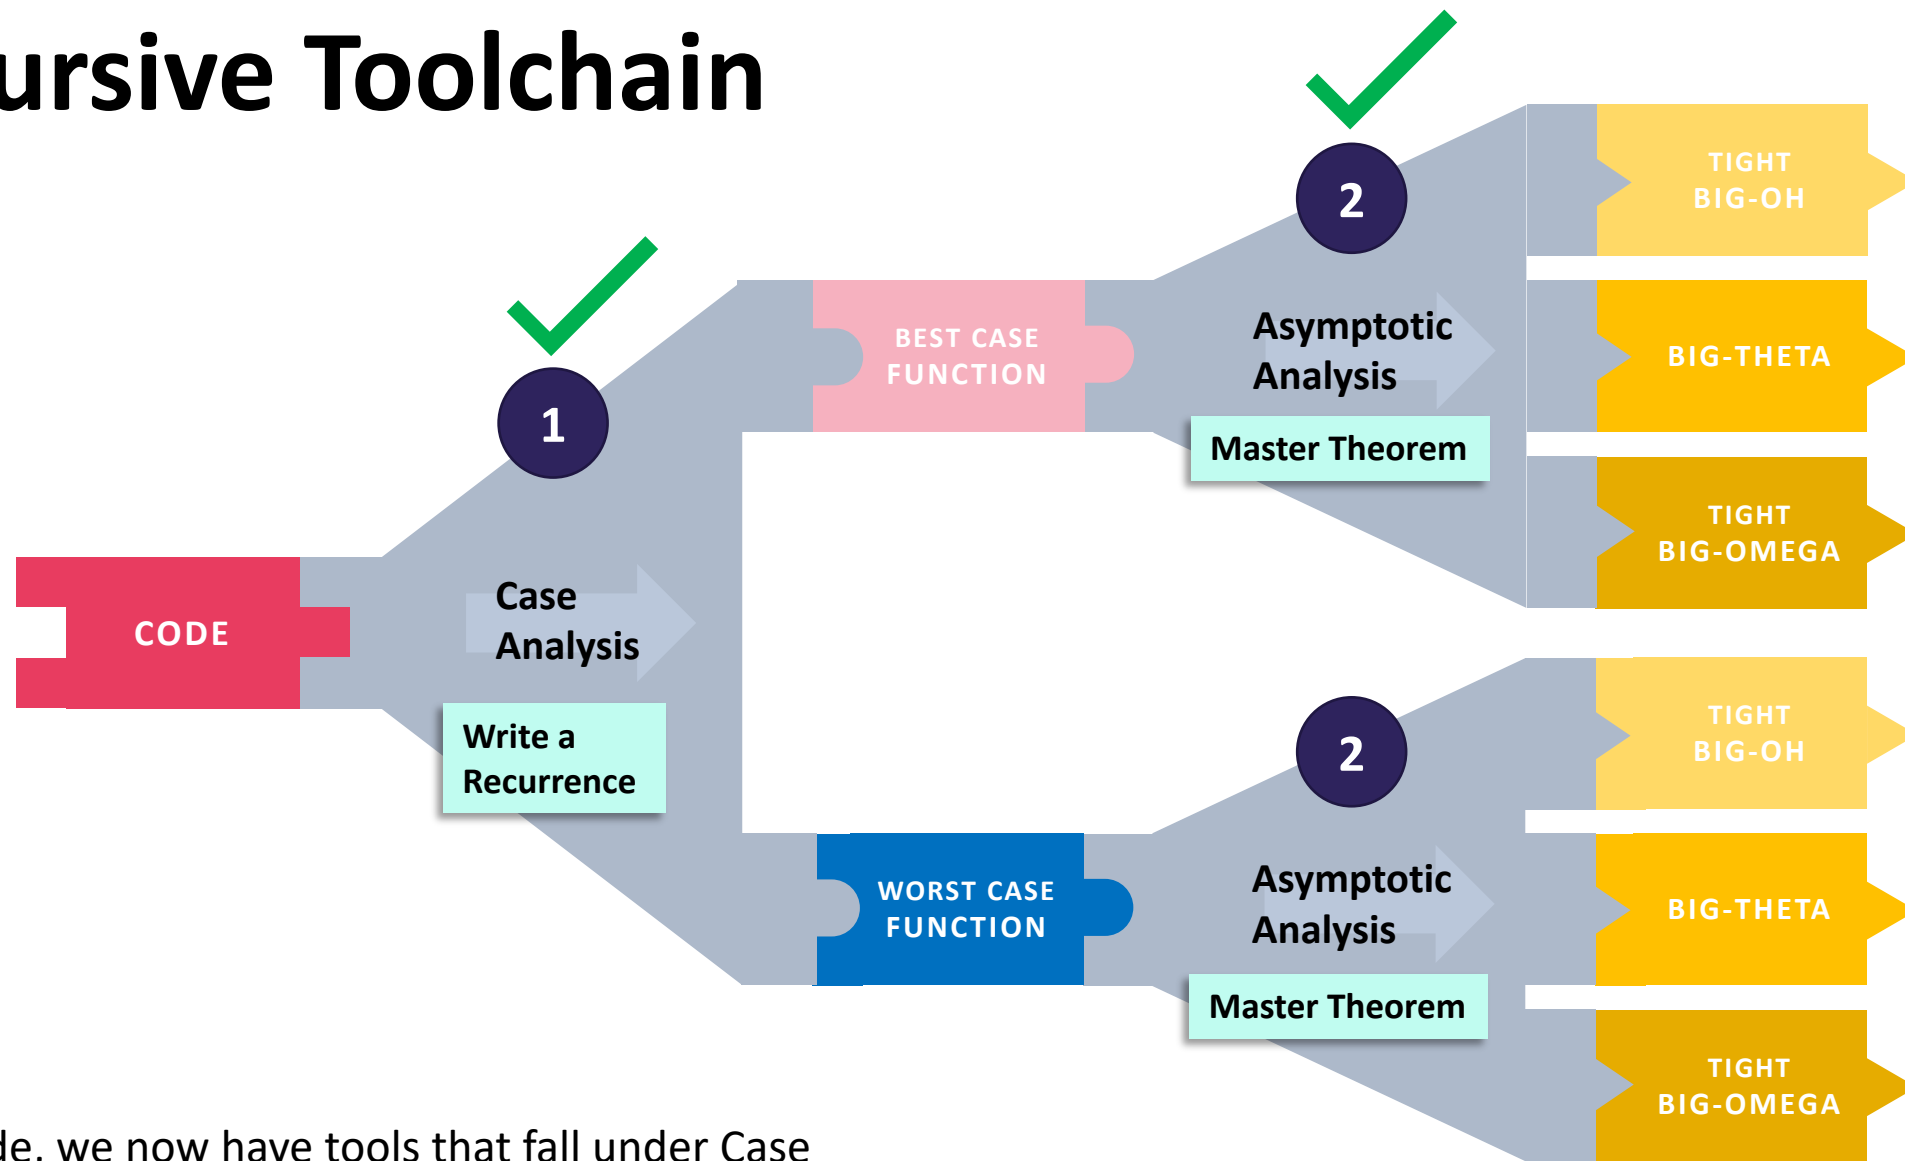 ursive Toolchain
2
TIGHT
BIG-OH
1
BEST CASE
FUNCTION
Asymptotic
Analysis
BIG-THETA
Master Theorem
TIGHT
BIG-OMEGA
CODE
Case
Analysis
Write a
Recurrence
2
TIGHT
BIG-OH
WORST CASE
FUNCTION
Asymptotic
Analysis
BIG-THETA
Master Theorem
TIGHT
BIG-OMEGA
de, we now have tools that fall under Case